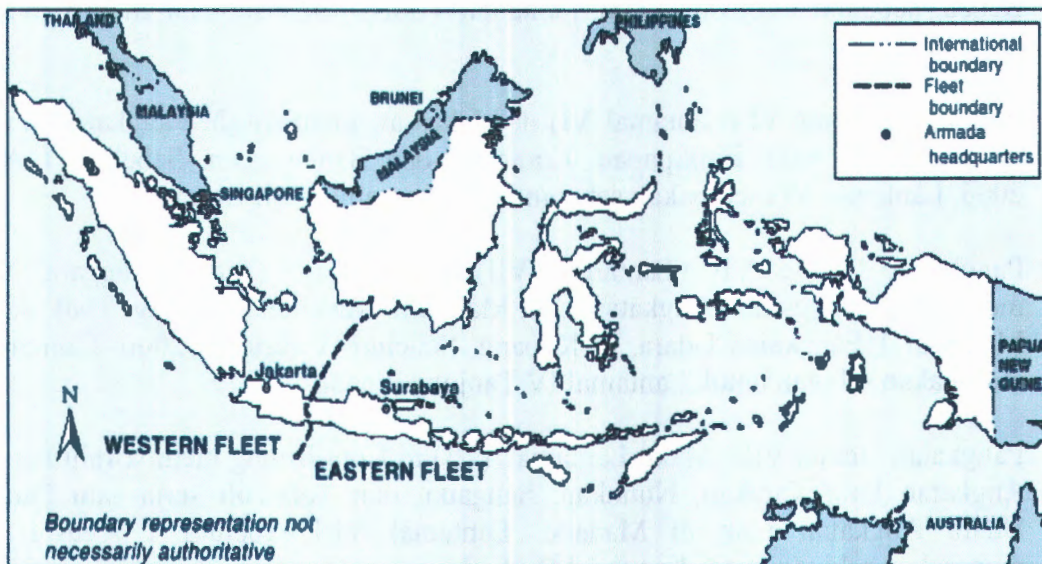 THAILAND
PHILIPPINES
International
boundary
Fleet
boundary
Armada
headquarters
MALAYSIA
BRUNEI
MALAYSIA
SINGAPORE
Jakarta
Surabaya
PAPUA
NEW
N
WESTERN FLEET
EASTERN FLEET
Boundary representation not
necessarily authoritative
AUSTRALIA